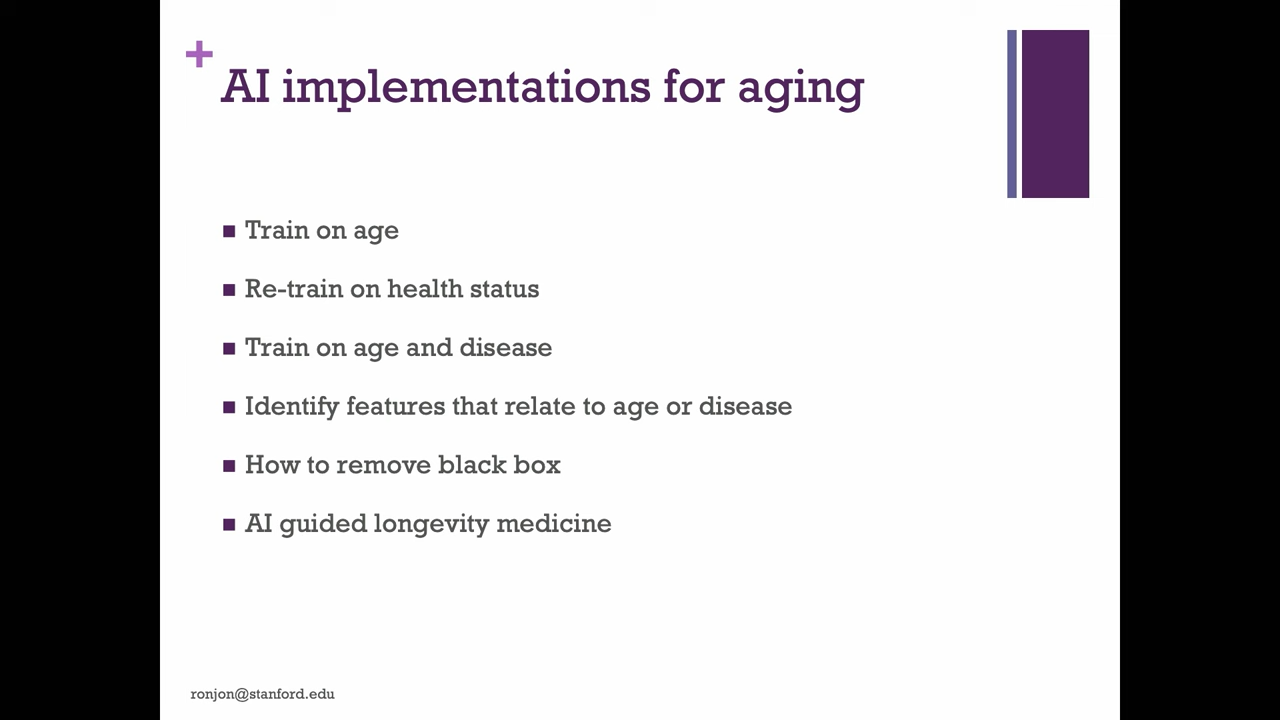 +
AI implementations for aging
Train on age
Re-train on health status
Train on age and disease
Identify features that relate to age or disease
How to remove black box
AI guided longevity medicine
ronjon@stanford.edu